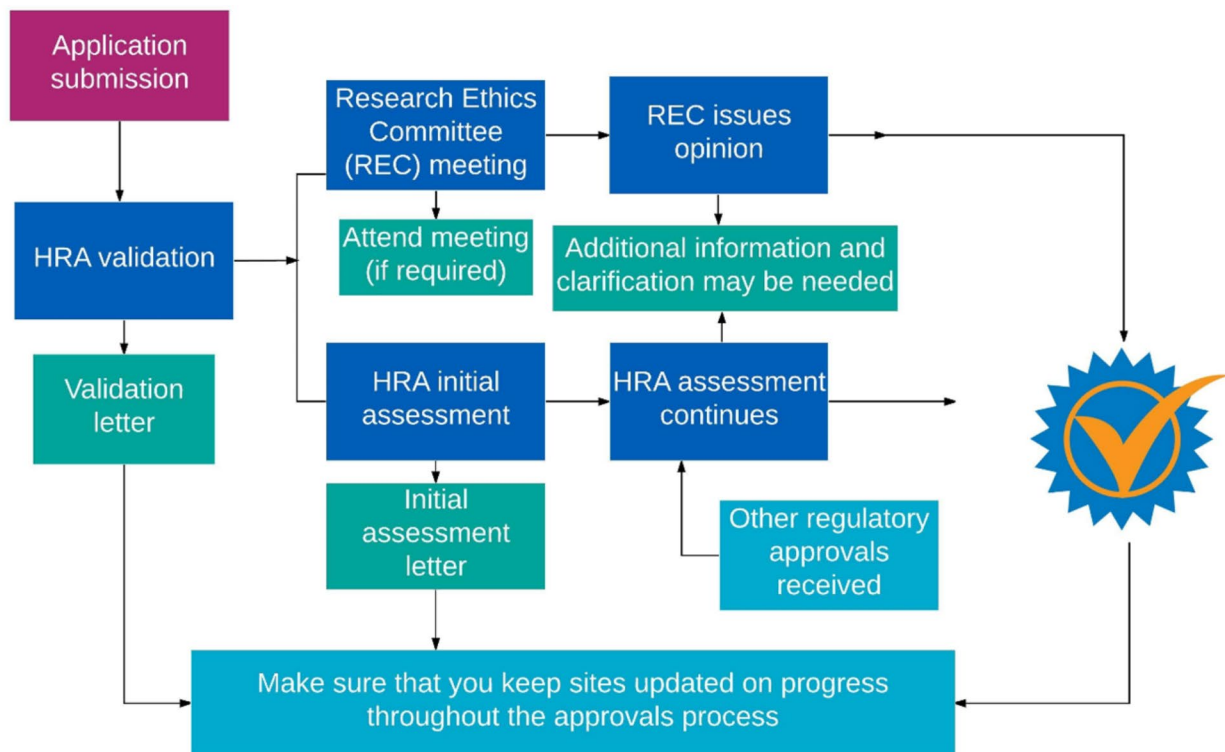 Application
submission
HRA validation
Validation
letter
Research Ethics
Committee
(REC) meeting
Attend meeting
(if required)
REC issues
opinion
Additional information and
clarification may be needed
HRA initial
assessment
HRA assessment
continues
Initial
assessment
letter
Other regulatory
approvals
received
Make sure that you keep sites updated on progress
throughout the approvals process